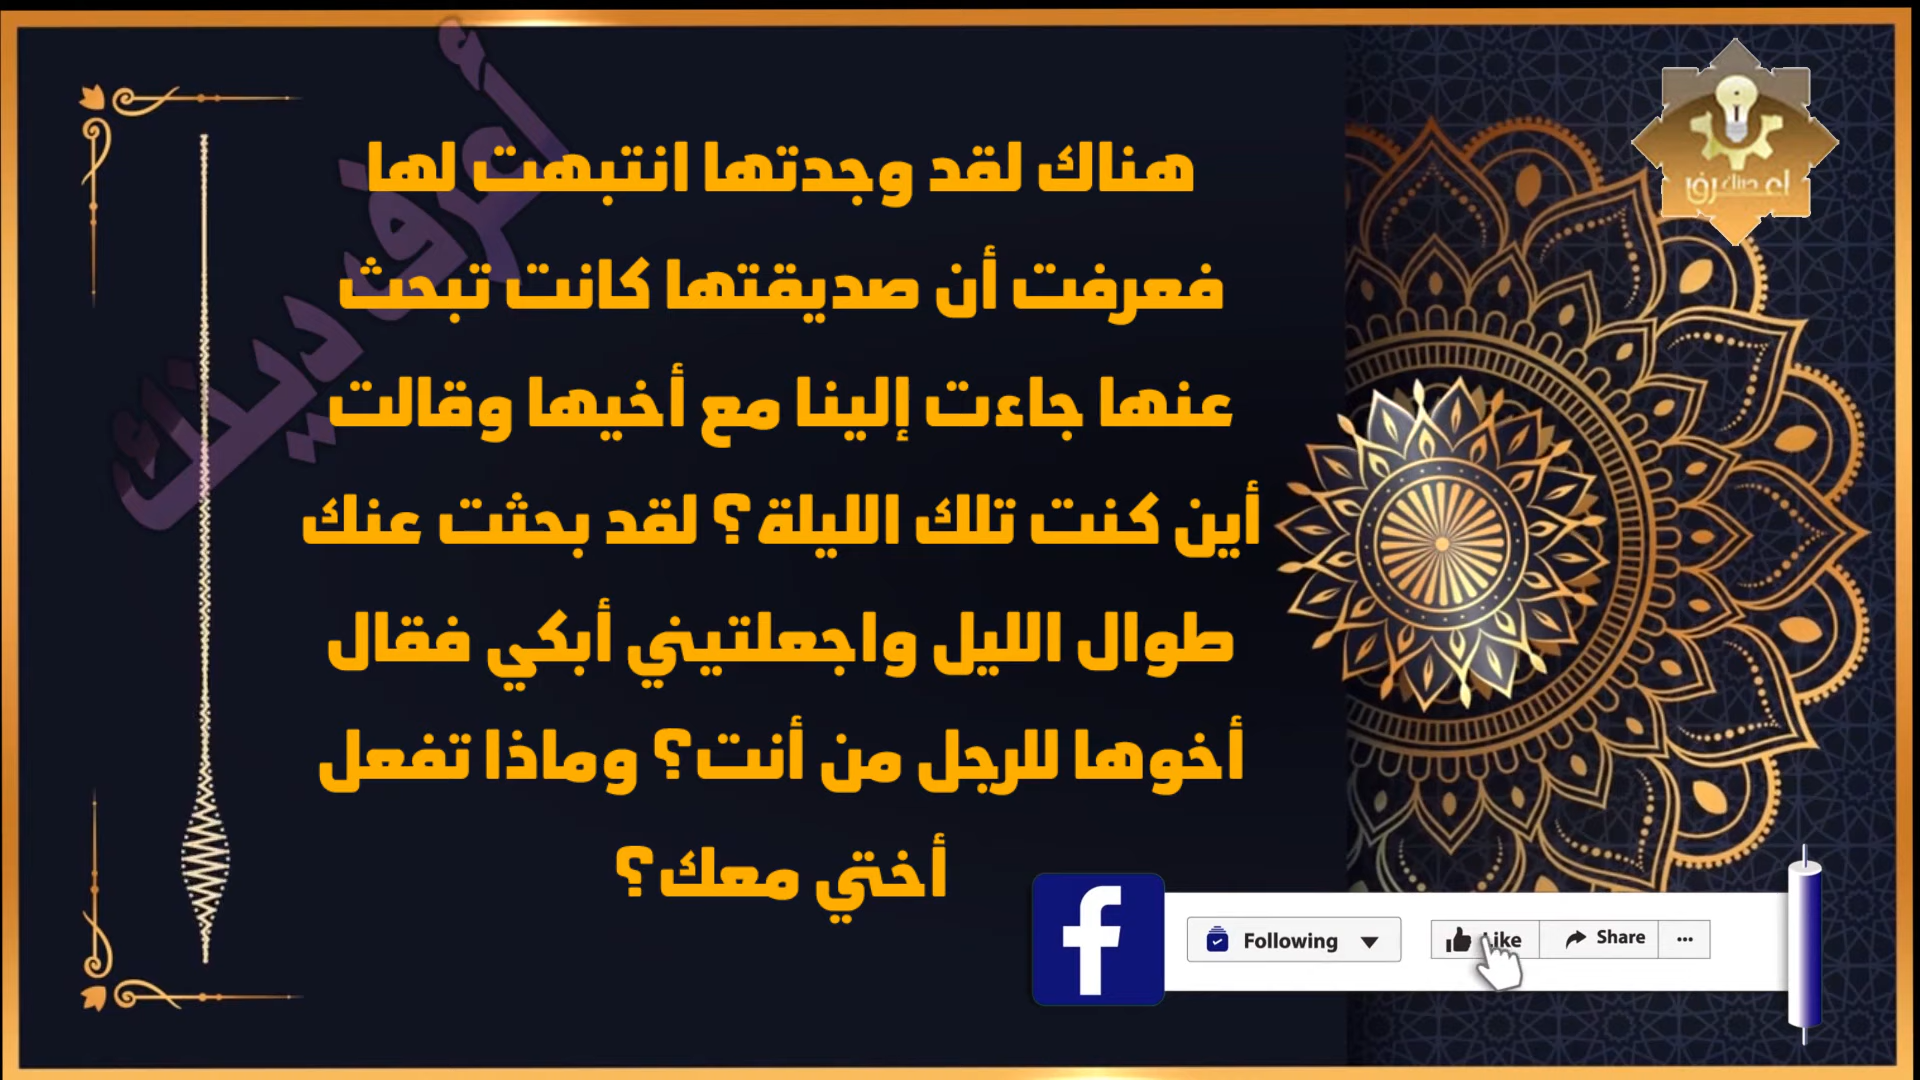 هناك لقد وجدتها انتبهت لها
فعرفت أن صديقتها كانت تبحث
عنها جاءت إلينا مع أخيها وقالت
أين كنت تلك الليلة؟ لقد بحثت عنك
طوال الليل واجعلتيني أبكي فقال
أخوها للرجل من أنت؟ وماذا تفعل
أختي معك؟
أعرف دينك
f
Following
Like
Share